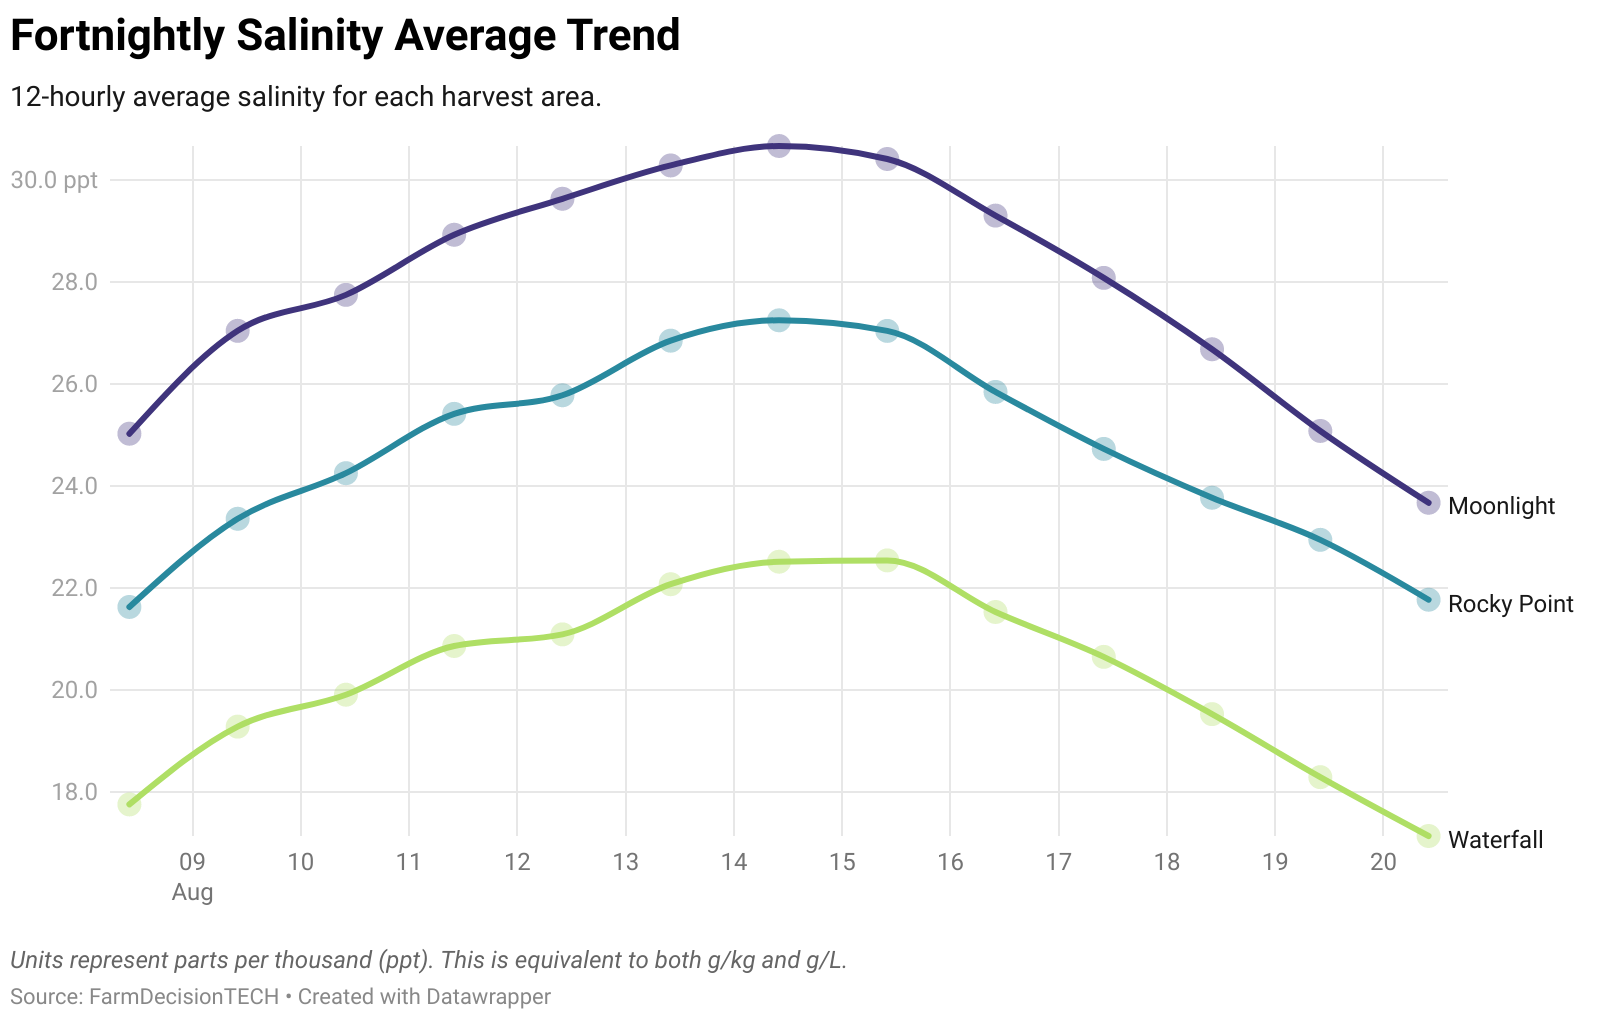 Fortnightly Salinity Average Trend
12-hourly average salinity for each harvest area.
30.0 ppt
28.0
26.0
24.0
22.0
20.0
18.0
Moonlight
Rocky Point
Waterfall
09 10 11 12 13 14 15 16 17 18 19 20
Aug
Units represent parts per thousand (ppt). This is equivalent to both g/kg and g/L.
Source: FarmDecisionTECH • Created with Datawrapper